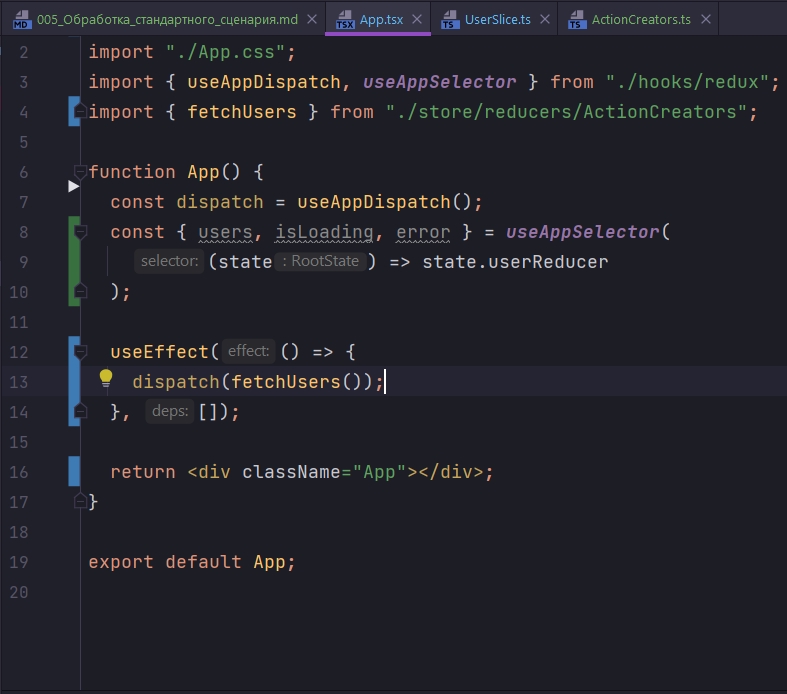 MD 005_Обработка_стандартного_сценария.md TSX App.tsx TS UserSlice.ts TS ActionCreators.ts
2 import "./App.css";
3 import { useAppDispatch, useAppSelector } from "./hooks/redux";
4 import { fetchUsers } from "./store/reducers/ActionCreators";
5
6 function App() {
7 const dispatch = useAppDispatch();
8 const { users, isLoading, error } = useAppSelector(
9 selector: (state : RootState ) => state.userReducer
10 );
11
12 useEffect( effect: () => {
13 dispatch(fetchUsers());
14 }, deps: []);
15
16 return <div className="App"></div>;
17 }
18
19 export default App;
20